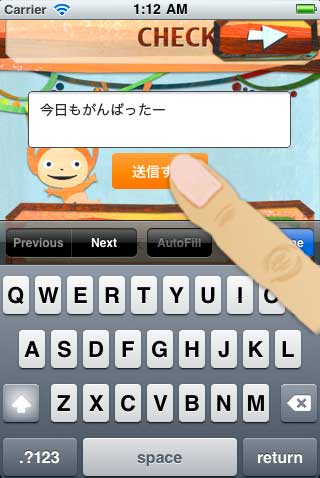 Carrier 1:12 AM
CHECK
今日もがんばったー
送信す
Previous Next AutoFill
Q W E R T Y U I O
A S D F G H J K L
Z X C V B N M
.?123 space return